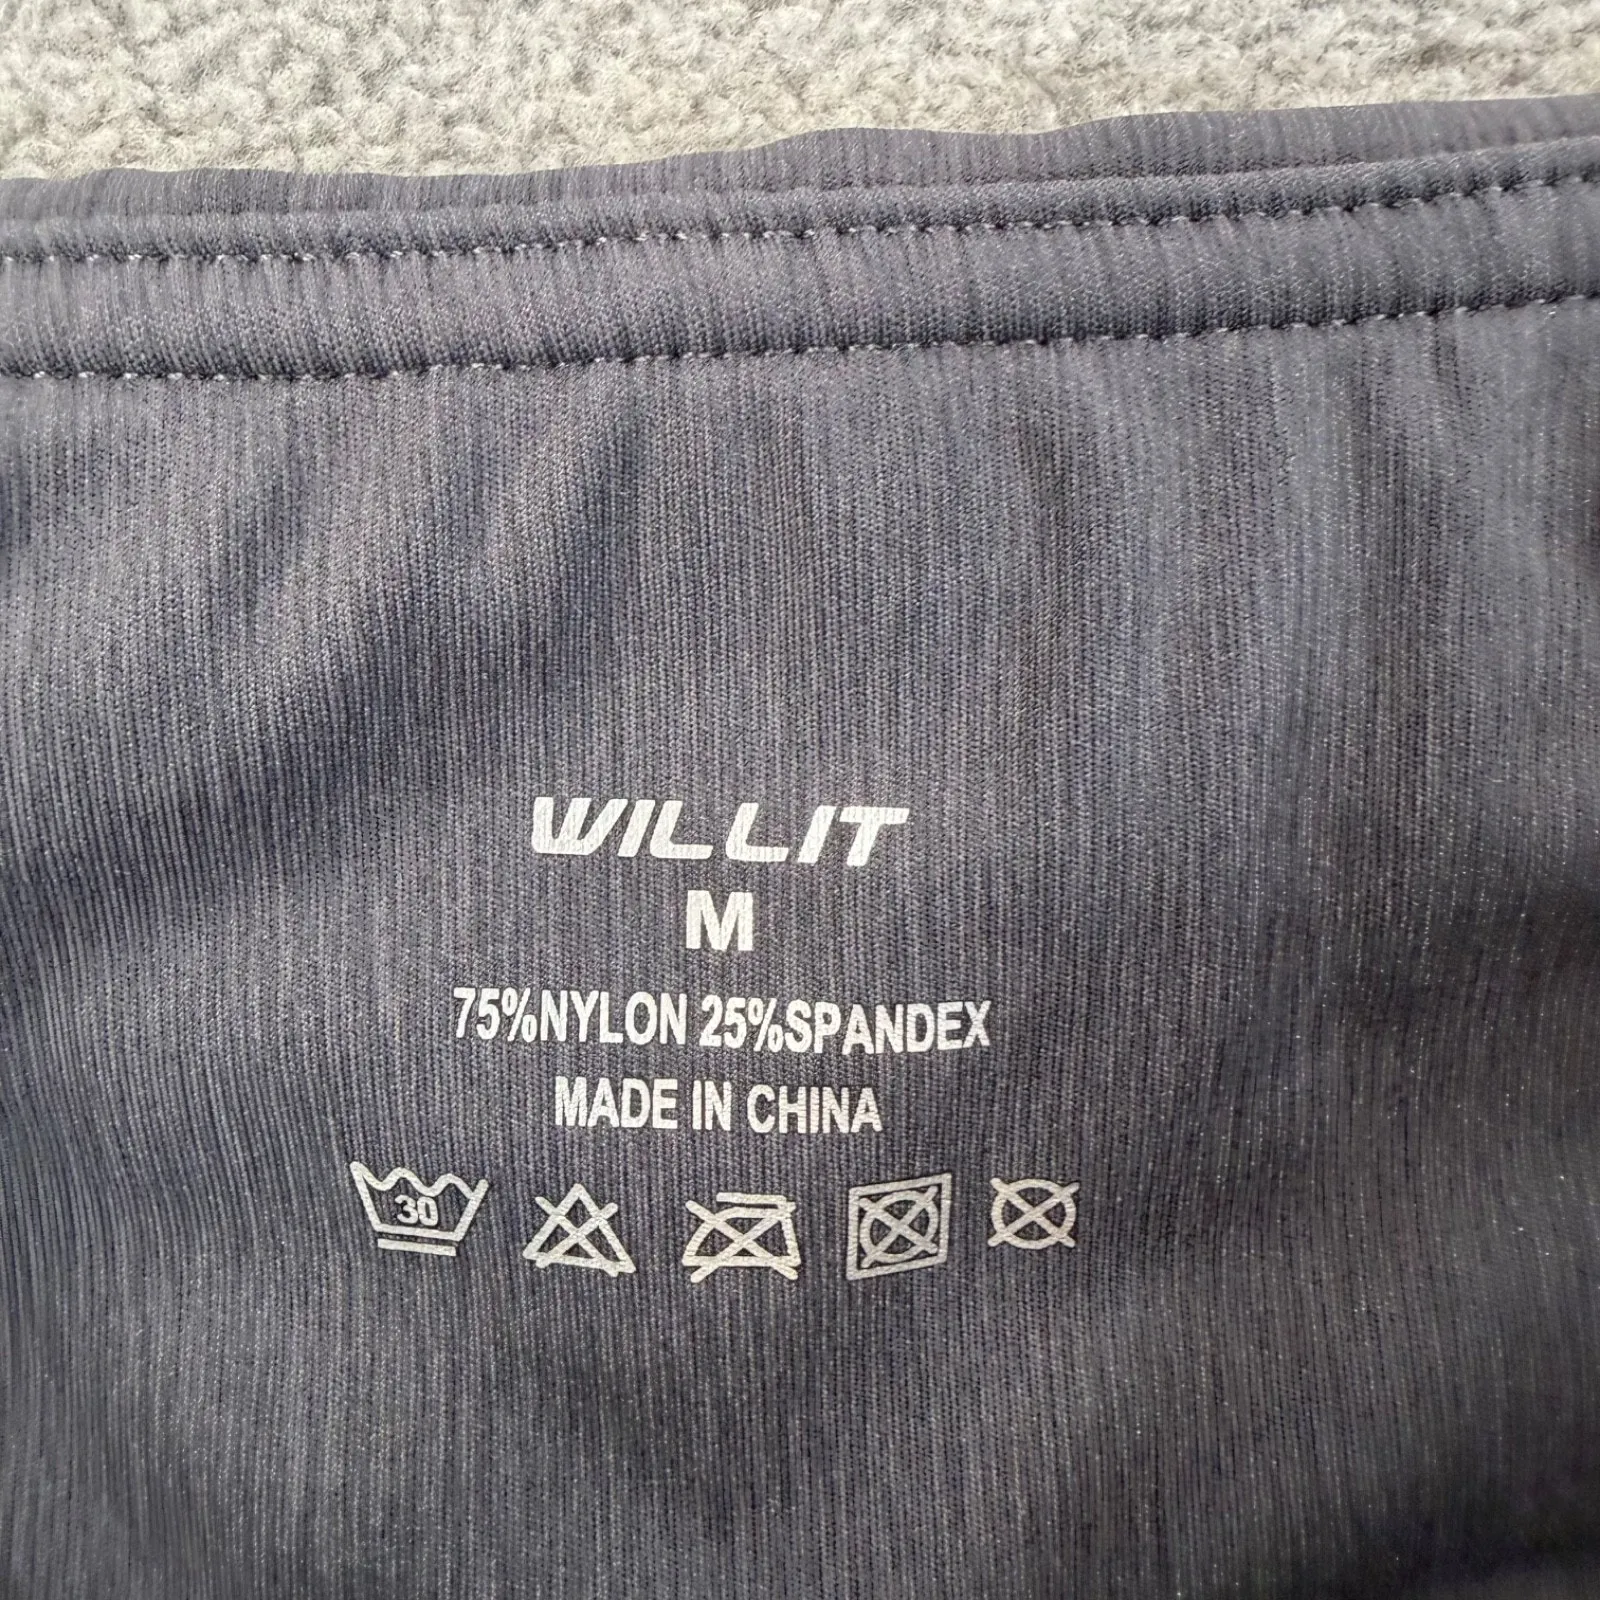 WILLIT
M
75%NYLON 25%SPANDEX
MADE IN CHINA
30